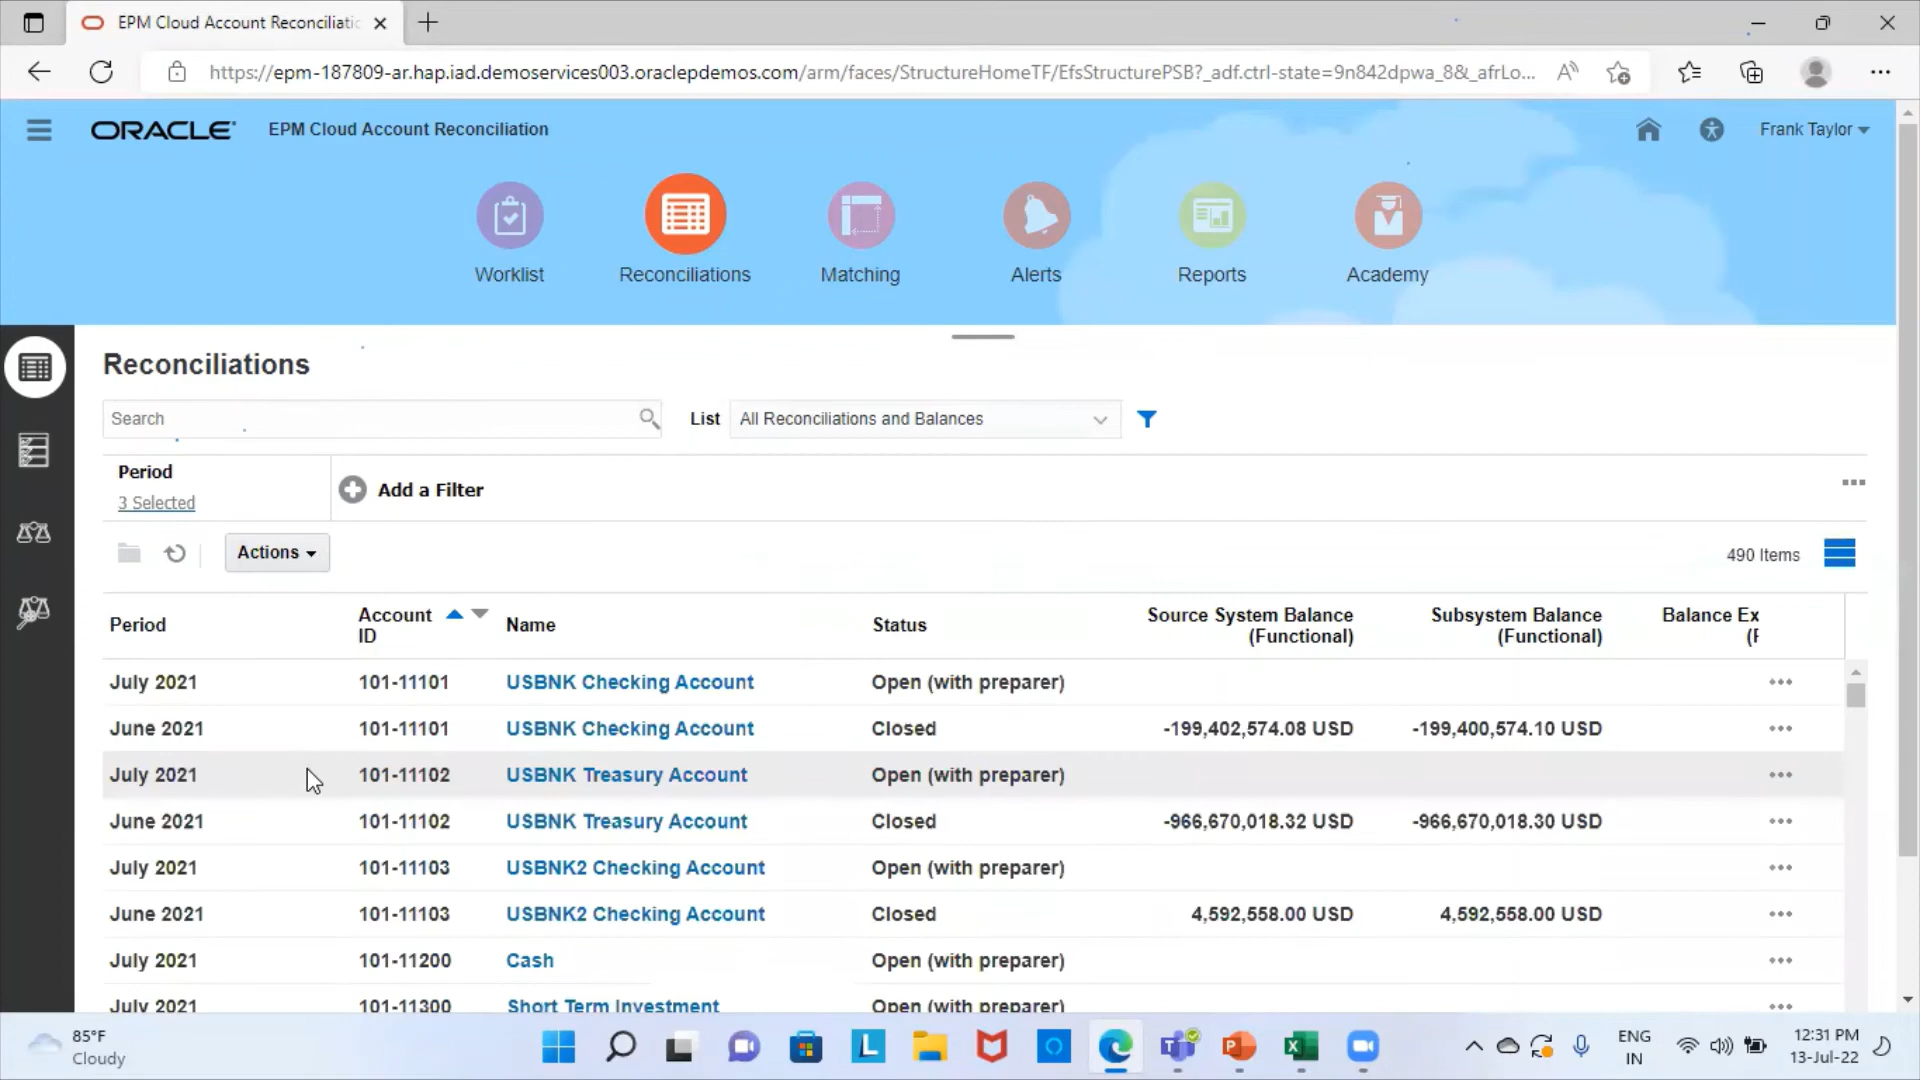 EPM Cloud Account Reconciliatic
https://epm-187809-ar.hap.iad.demoservices003.oraclepdemos.com/arm/faces/StructureHomeTF/EfsStructurePSB?_adf.ctrl-state=9n842dpwa_8&_afrLo...
ORACLE EPM Cloud Account Reconciliation
Frank Taylor
Worklist Reconciliations Matching Alerts Reports Academy
Reconciliations
Search List All Reconciliations and Balances
Period
3 Selected
Add a Filter
Actions
490 Items
Period Account ID Name Status Source System Balance (Functional) Subsystem Balance (Functional) Balance Ex
July 2021 101-11101 USBNK Checking Account Open (with preparer)
June 2021 101-11101 USBNK Checking Account Closed -199,402,574.08 USD -199,400,574.10 USD
July 2021 101-11102 USBNK Treasury Account Open (with preparer)
June 2021 101-11102 USBNK Treasury Account Closed -966,670,018.32 USD -966,670,018.30 USD
July 2021 101-11103 USBNK2 Checking Account Open (with preparer)
June 2021 101-11103 USBNK2 Checking Account Closed 4,592,558.00 USD 4,592,558.00 USD
July 2021 101-11200 Cash Open (with preparer)
July 2021 101-11300 Short Term Investment Open (with preparer)
85°F
Cloudy
ENG
IN
12:31 PM
13-Jul-22